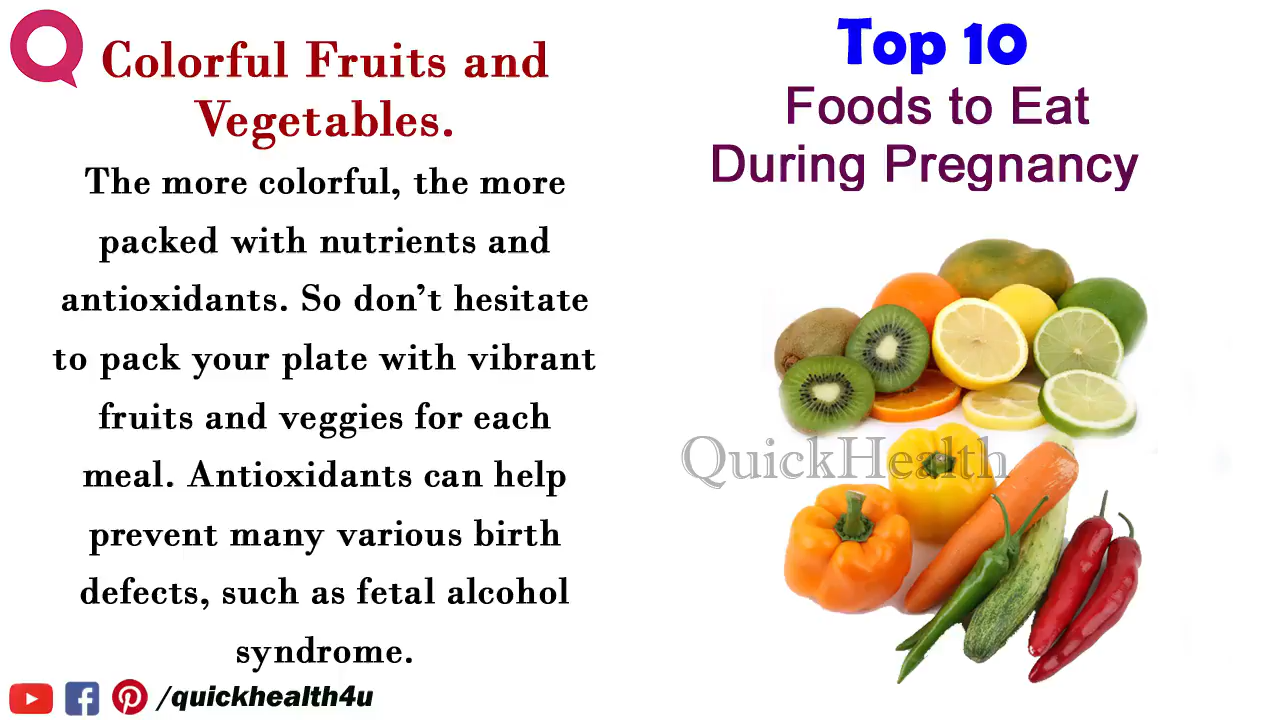 Colorful Fruits and
Vegetables.
The more colorful, the more
packed with nutrients and
antioxidants. So don’t hesitate
to pack your plate with vibrant
fruits and veggies for each
meal. Antioxidants can help
prevent many various birth
defects, such as fetal alcohol
syndrome.
/quickhealth4u
Top 10
Foods to Eat
During Pregnancy
QuickHealth